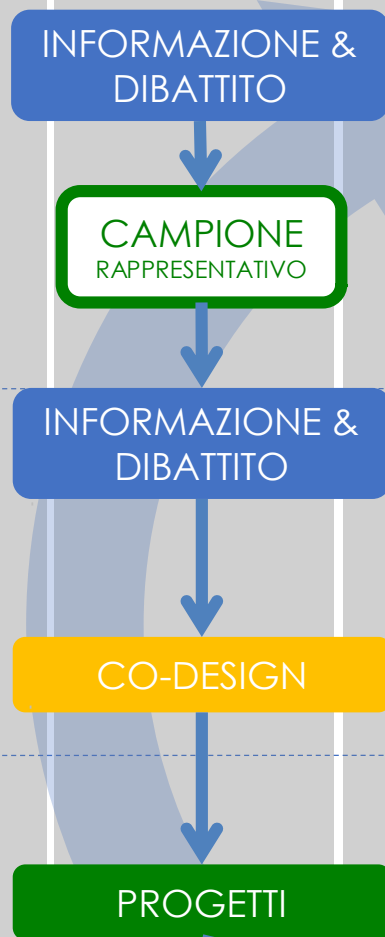 INFORMAZIONE &
DIBATTITO
CAMPIONE
RAPPRESENTATIVO
INFORMAZIONE &
DIBATTITO
CO-DESIGN
PROGETTI